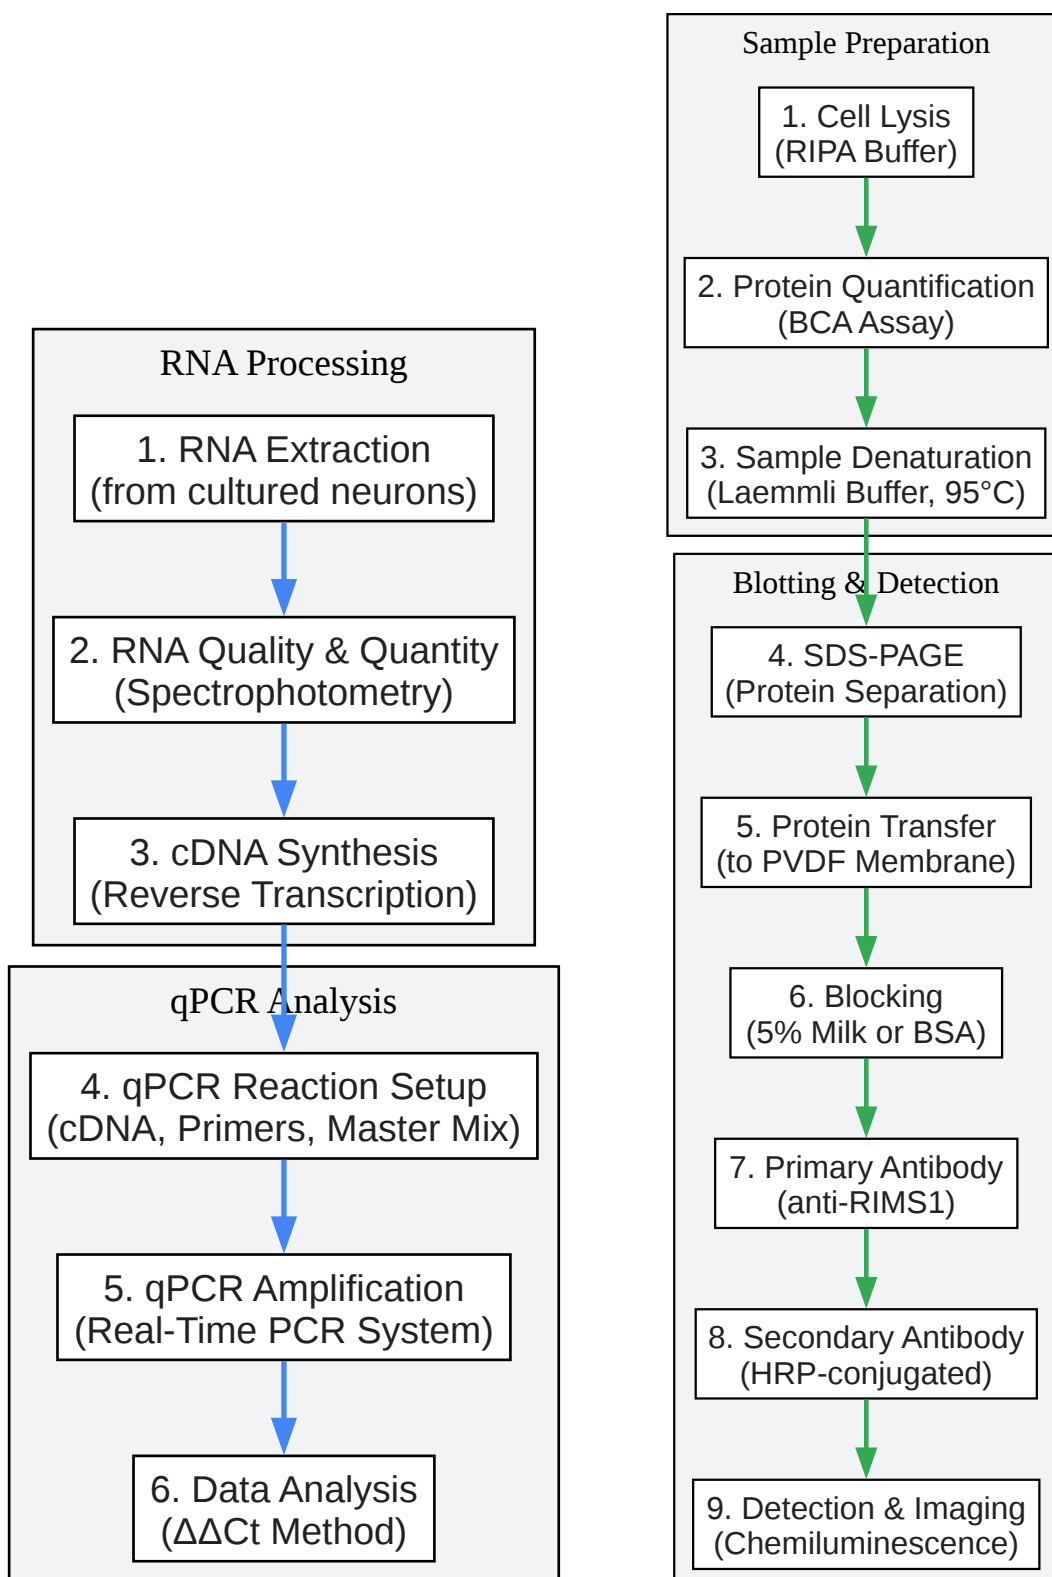 RNA Processing
1. RNA Extraction
(from cultured neurons)
2. RNA Quality & Quantity
(Spectrophotometry)
3. cDNA Synthesis
(Reverse Transcription)
qPCR Analysis
4. qPCR Reaction Setup
(cDNA, Primers, Master Mix)
5. qPCR Amplification
(Real-Time PCR System)
6. Data Analysis
(ΔΔCt Method)
Sample Preparation
1. Cell Lysis
(RIPA Buffer)
2. Protein Quantification
(BCA Assay)
3. Sample Denaturation
(Laemmli Buffer, 95°C)
Blotting & Detection
4. SDS-PAGE
(Protein Separation)
5. Protein Transfer
(to PVDF Membrane)
6. Blocking
(5% Milk or BSA)
7. Primary Antibody
(anti-RIMS1)
8. Secondary Antibody
(HRP-conjugated)
9. Detection & Imaging
(Chemiluminescence)